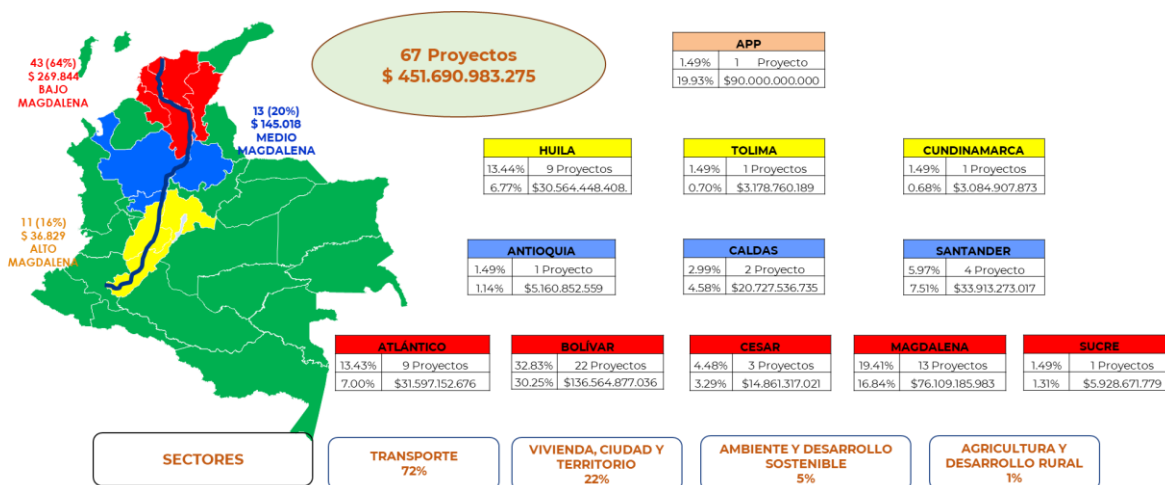 67 Proyectos
$ 451.690.983.275
43 (64%)
$ 269.844
BAJO
MAGDALENA
13 (20%)
$ 145.018
MEDIO
MAGDALENA
11 (16%)
$ 36.829
ALTO
MAGDALENA
APP
1.49% 1 Proyecto
19.93% $90.000.000.000
HUILA
13.44% 9 Proyectos
6.77% $30.564.448.408.
TOLIMA
1.49% 1 Proyectos
0.70% $3.178.760.189
CUNDINAMARCA
1.49% 1 Proyectos
0.68% $3.084.907.873
ANTIOQUIA
1.49% 1 Proyecto
1.14% $5.160.852.559
CALDAS
2.99% 2 Proyecto
4.58% $20.727.536.735
SANTANDER
5.97% 4 Proyecto
7.51% $33.913.273.017
ATLÁNTICO
13.43% 9 Proyectos
7.00% $31.597.152.676
BOLÍVAR
32.83% 22 Proyectos
30.25% $136.564.877.036
CESAR
4.48% 3 Proyectos
3.29% $14.861.317.021
MAGDALENA
19.41% 13 Proyectos
16.84% $76.109.185.983
SUCRE
1.49% 1 Proyectos
1.31% $5.928.671.779
SECTORES
TRANSPORTE
72%
VIVIENDA, CIUDAD Y
TERRITORIO
22%
AMBIENTE Y DESARROLLO
SOSTENIBLE
5%
AGRICULTURA Y
DESARROLLO RURAL
1%